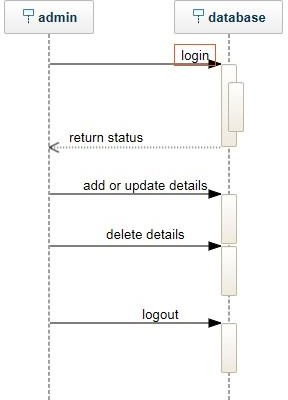 admin
database
login
return status
add or update details
delete details
logout